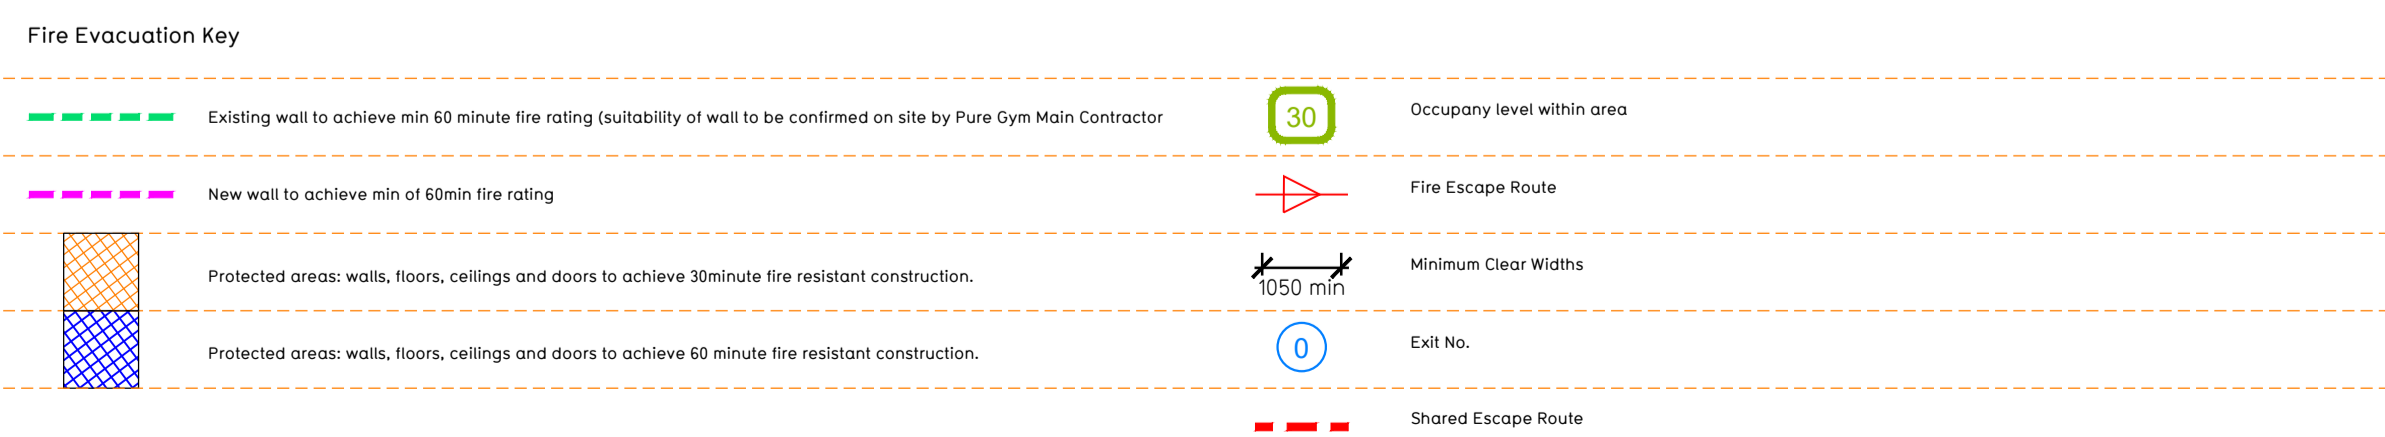 Fire Evacuation Key
Existing wall to achieve min 60 minute fire rating (suitability of wall to be confirmed on site by Pure Gym Main Contractor
30
Occupany level within area
New wall to achieve min of 60min fire rating
Fire Escape Route
Protected areas: walls, floors, ceilings and doors to achieve 30minute fire resistant construction.
1050 min
Minimum Clear Widths
Protected areas: walls, floors, ceilings and doors to achieve 60 minute fire resistant construction.
0
Exit No.
Shared Escape Route